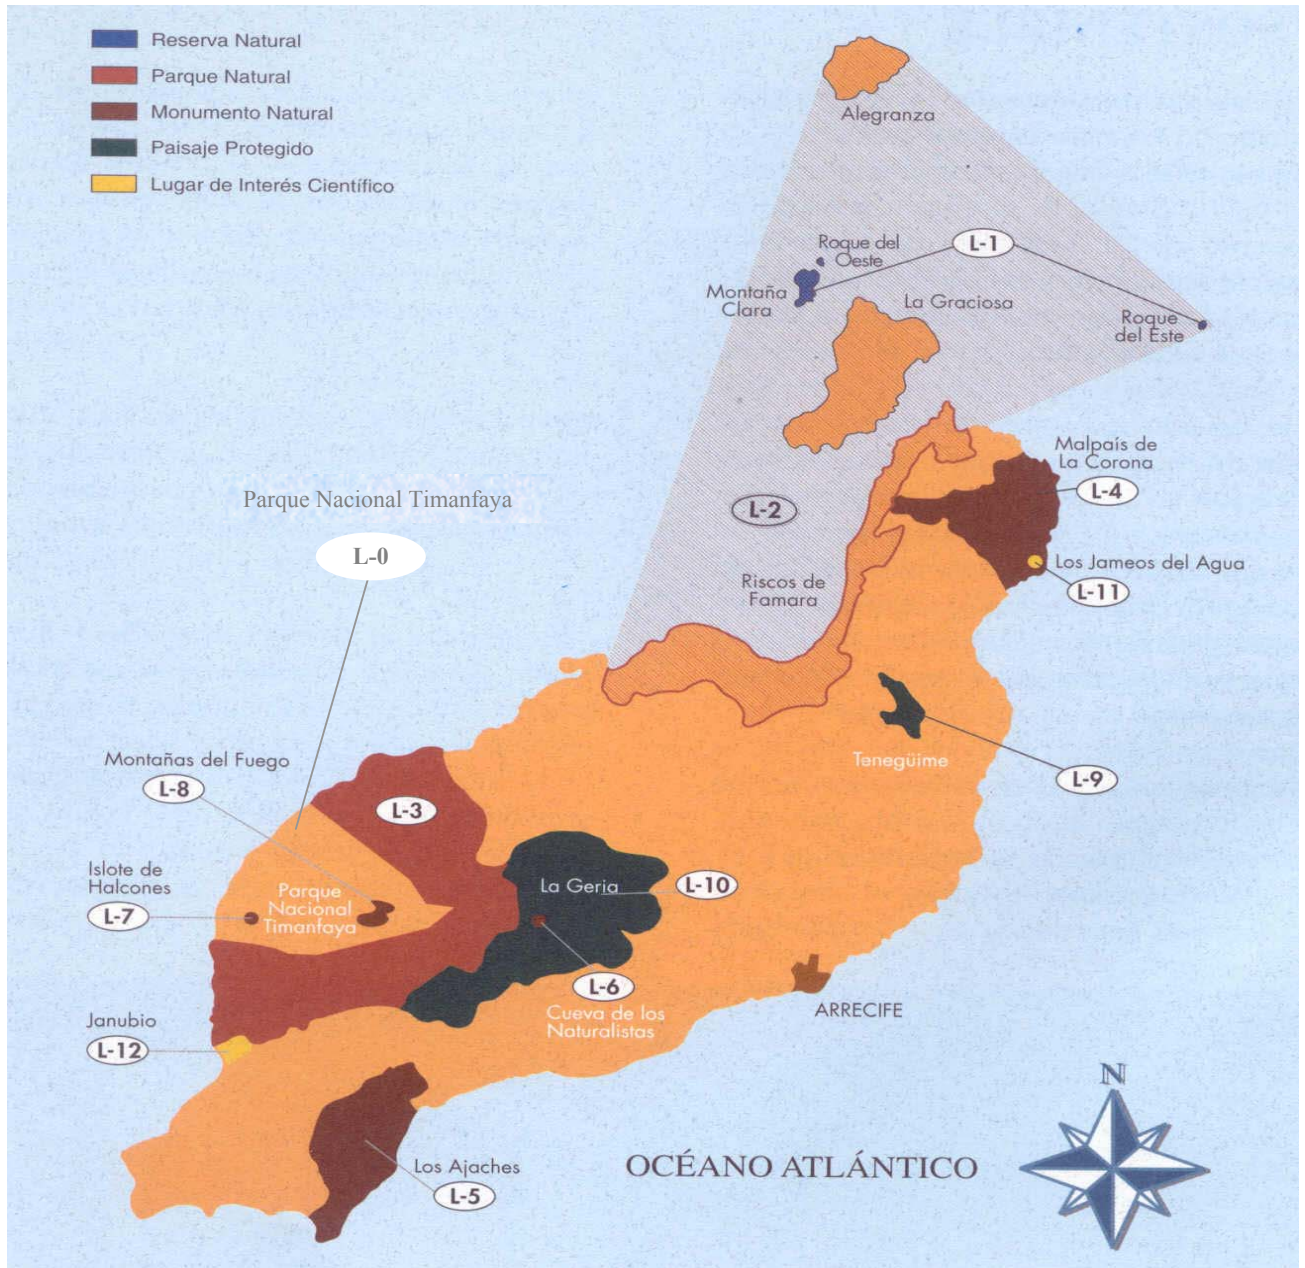 Reserva Natural
Parque Natural
Monumento Natural
Paisaje Protegido
Lugar de Interés Científico
Alegranza
Roque del
Oeste
L-1
Montaña
Clara
La Graciosa
Roque
del Este
Malpaís de
La Corona
L-4
Parque Nacional Timanfaya
L-2
L-0
Los Jameos del Agua
L-11
Riscos de
Famara
Montañas del Fuego
L-8
Tenegüime
L-9
L-3
Islote de
Halcones
L-7
Parque
Nacional
Timanfaya
La Geria
L-10
L-6
Cueva de los
Naturalistas
ARRECIFE
Janubio
L-12
N
Los Ajaches
L-5
OCÉANO ATLÁNTICO